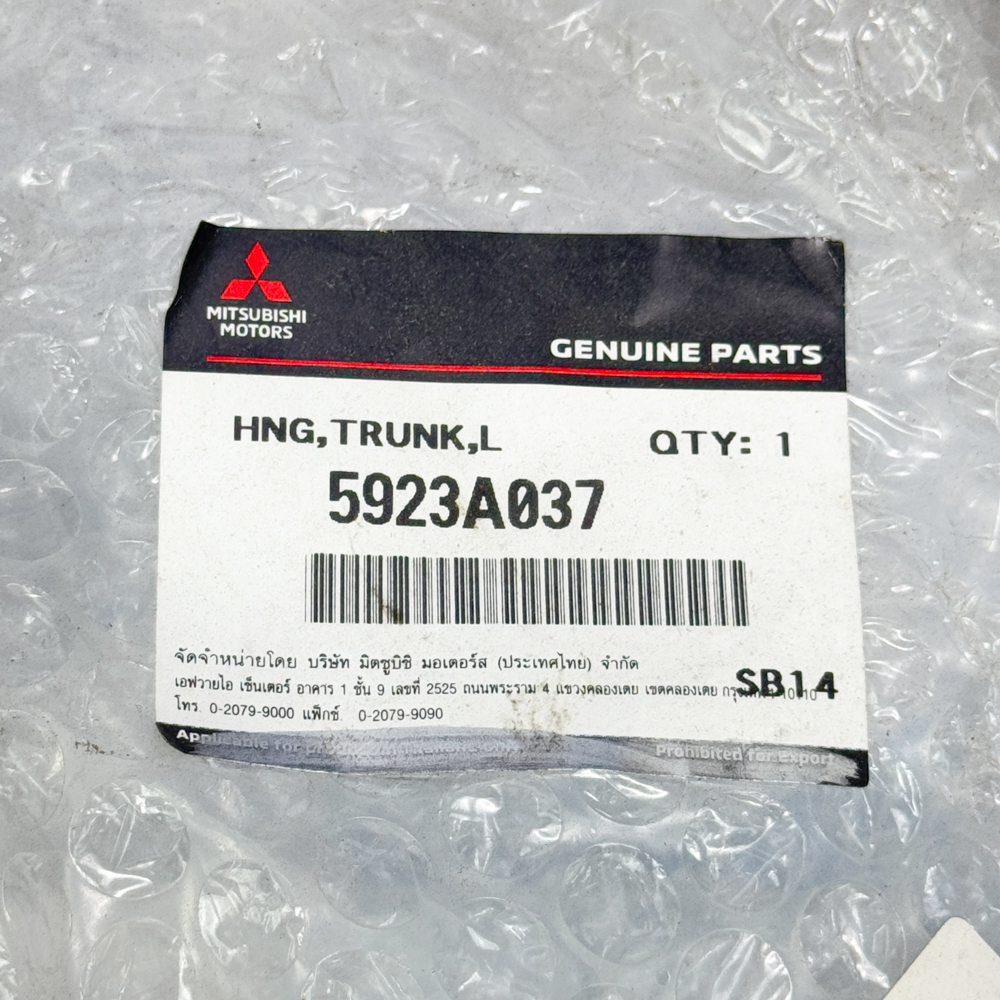 MITSUBISHI
MOTORS
GENUINE PARTS
HNG,TRUNK,L QTY: 1
5923A037
จัดจำหน่ายโดย บริษัท มิตซูบิชิ มอเตอร์ส (ประเทศไทย) จำกัด
เอฟวายไอ เซ็นเตอร์ อาคาร 1 ชั้น 9 เลขที่ 2525 ถนนพระราม 4 แขวงคลองเตย เขตคลองเตย
SB14
โทร. 0-2079-9000 แฟ็กซ์. 0-2079-9090
Applicable for Prohibited for Export